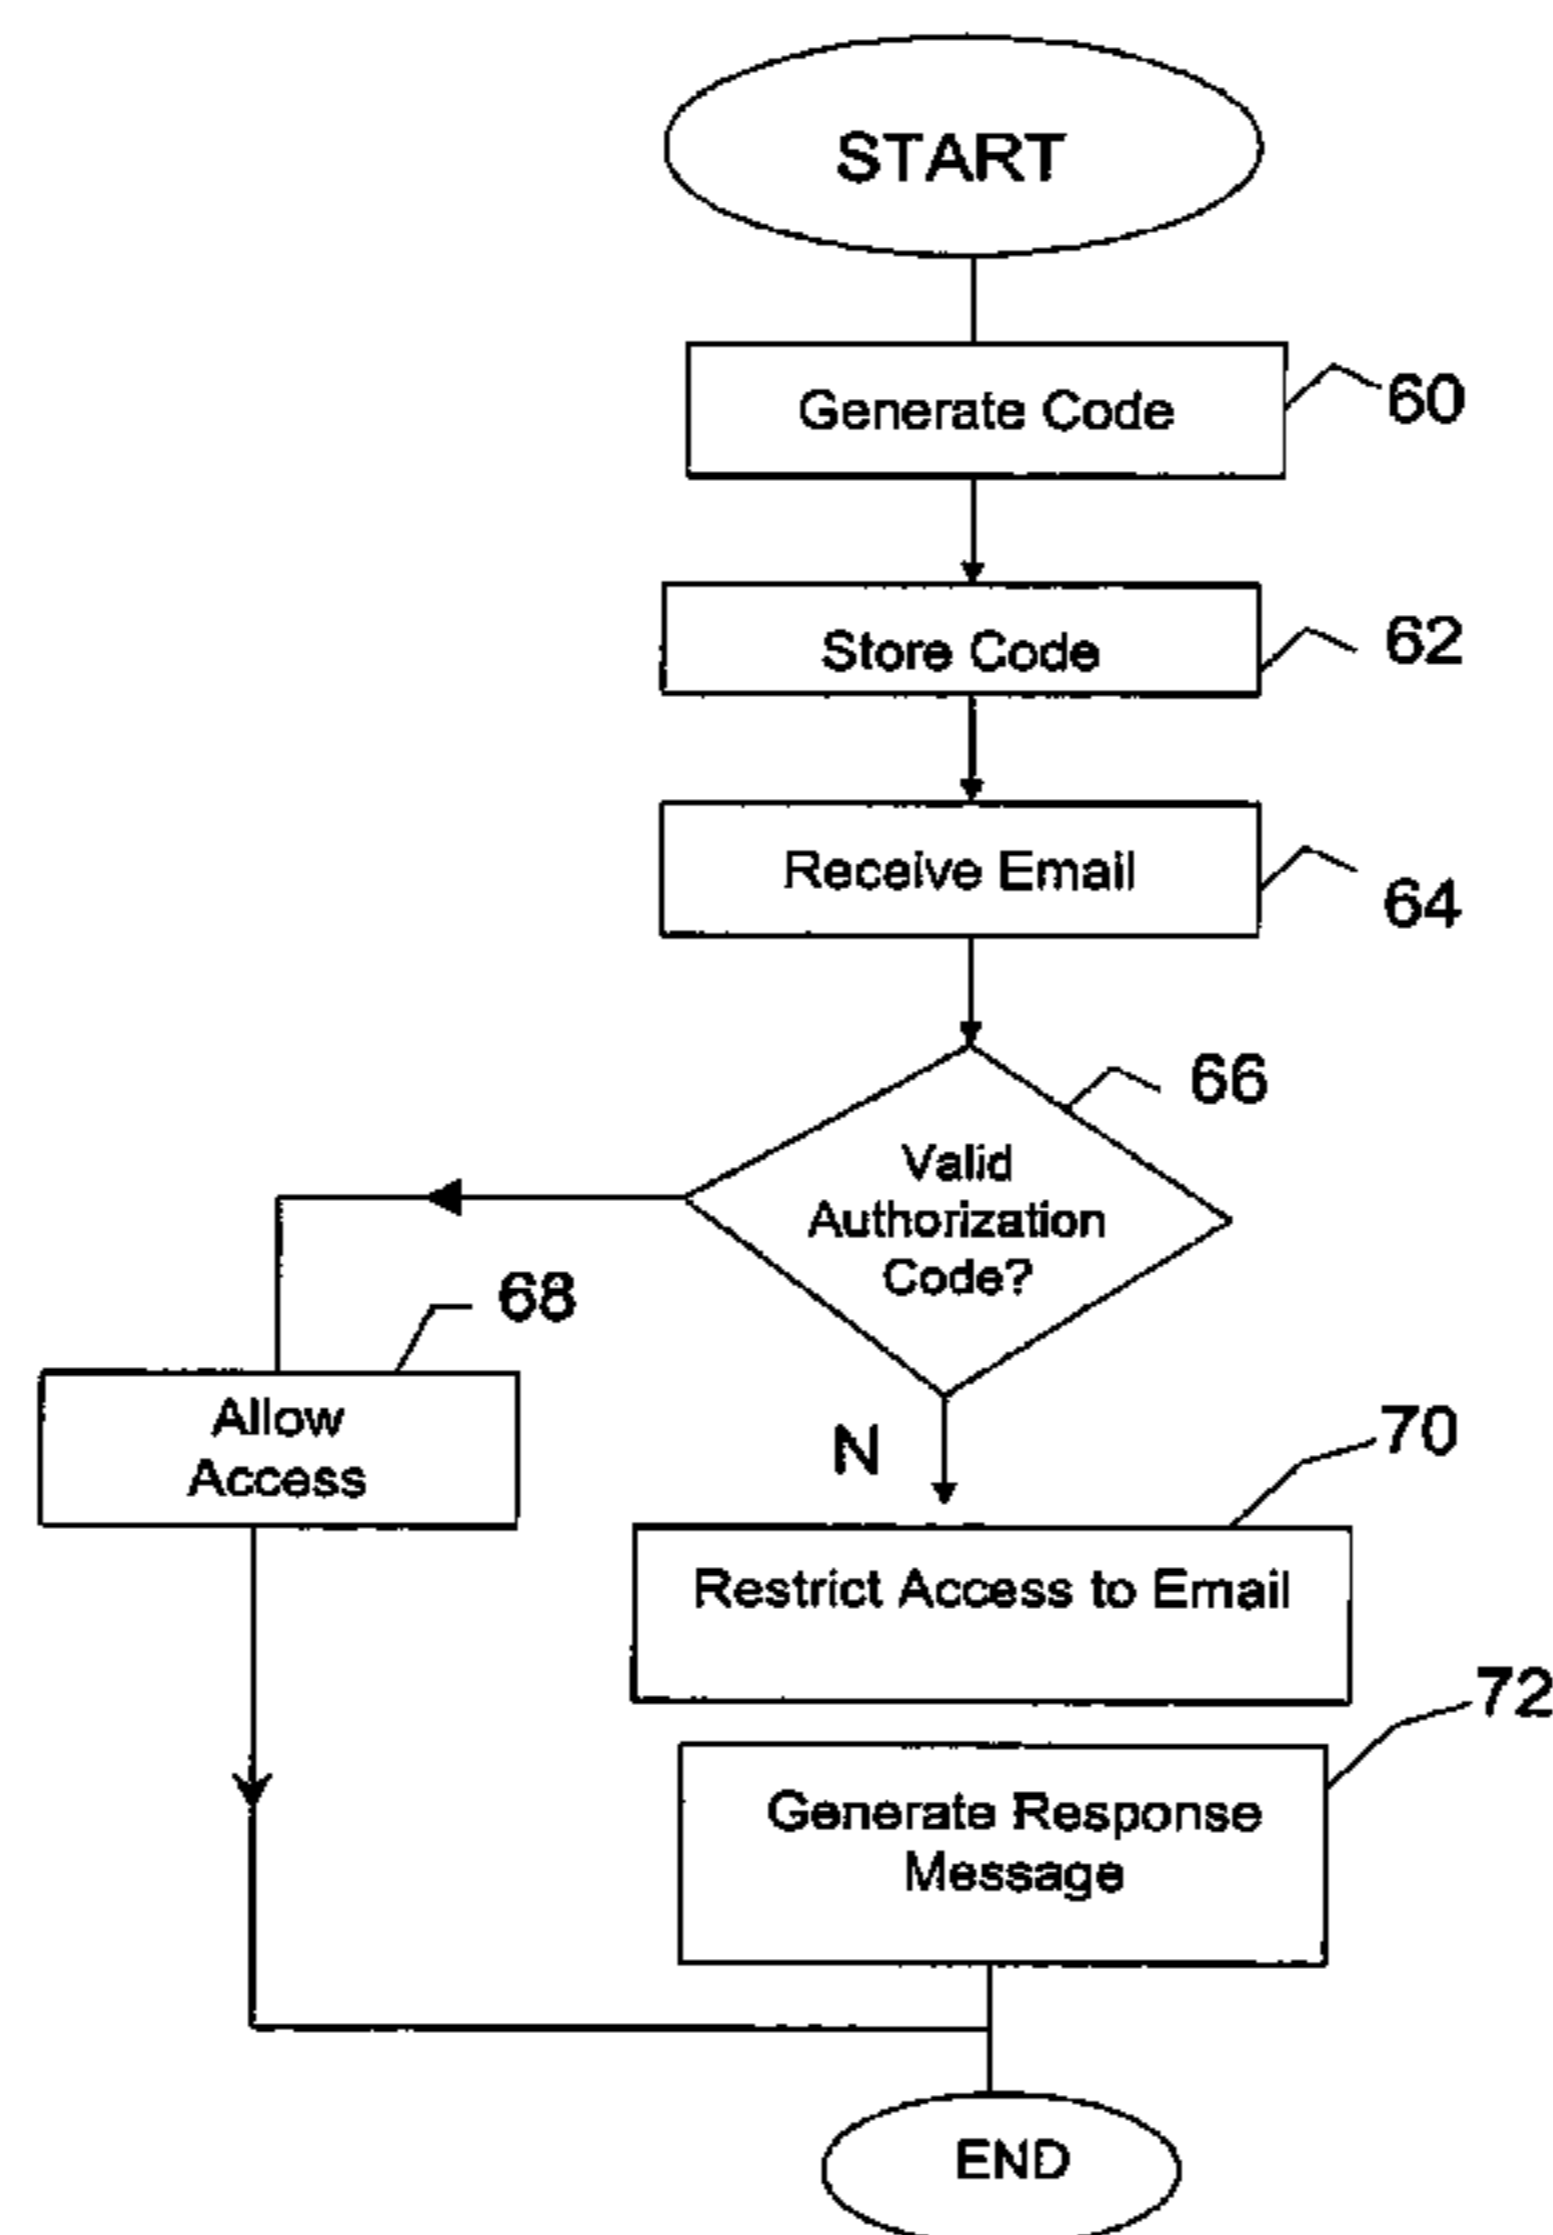 START
Generate Code
60
Store Code
62
Receive Email
64
66
Valid
Authorization
Code?
68
Allow
Access
N
70
Restrict Access to Email
72
Generate Response
Message
END